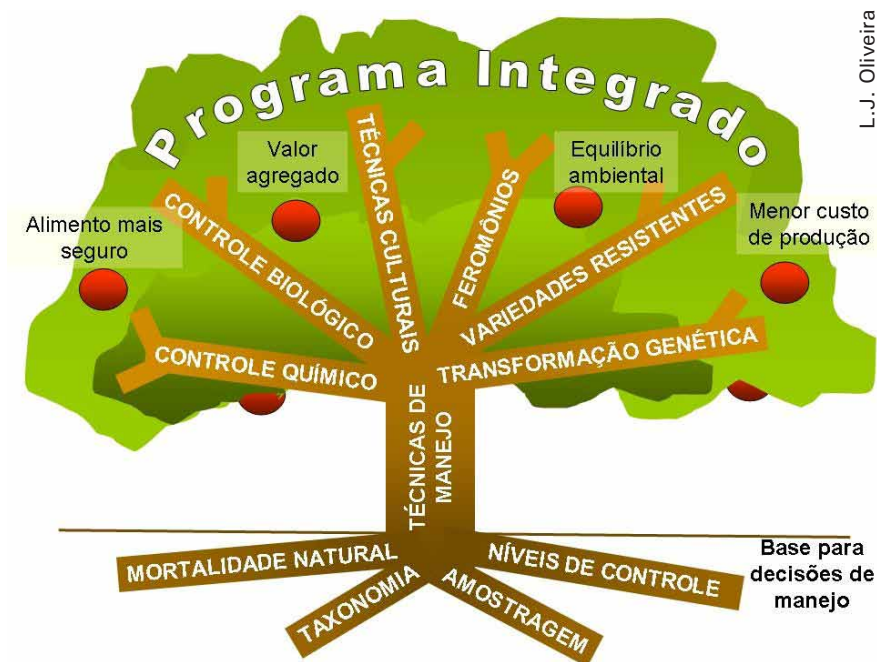 L.J. Oliveira
Programa Integrado
Valor
agregado
Equilíbrio
ambiental
Alimento mais
seguro
Menor custo
de produção
CONTROLE QUÍMICO
CONTROLE BIOLÓGICO
TÉCNICAS CULTURAIS
FEROMÔNIOS
VARIEDADES RESISTENTES
TRANSFORMAÇÃO GENÉTICA
TÉCNICAS DE
MANEJO
MORTALIDADE NATURAL
TAXONOMIA
AMOSTRAGEM
NÍVEIS DE CONTROLE
Base para
decisões de
manejo